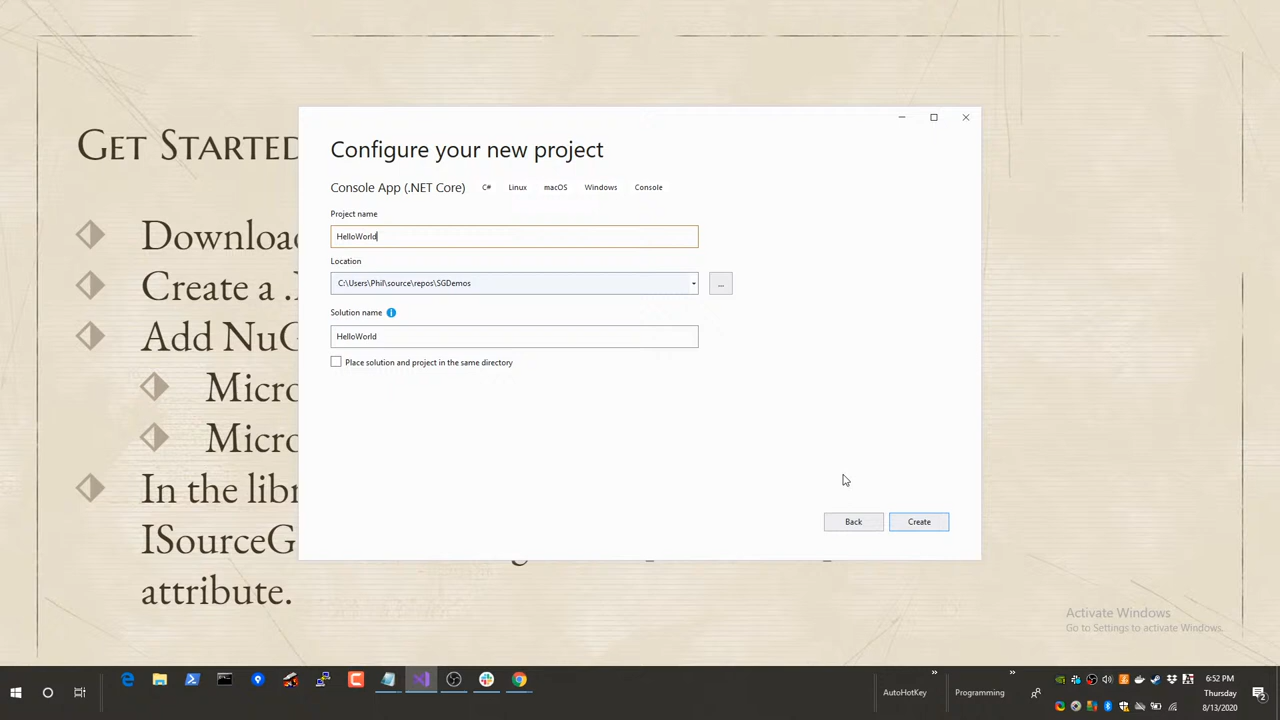 Get Started
Configure your new project
Console App (.NET Core) C# Linux macOS Windows Console
Project name
HelloWorld
Location
C:\Users\Phil\source\repos\SGDemos
...
Solution name
HelloWorld
Place solution and project in the same directory
Back Create
Download
Create a .
Add NuG
Micro
Micro
In the libr
ISourceG
attribute.
Activate Windows
Go to Settings to activate Windows.
AutoHotKey
Programming
6:52 PM
Thursday
8/13/2020
2